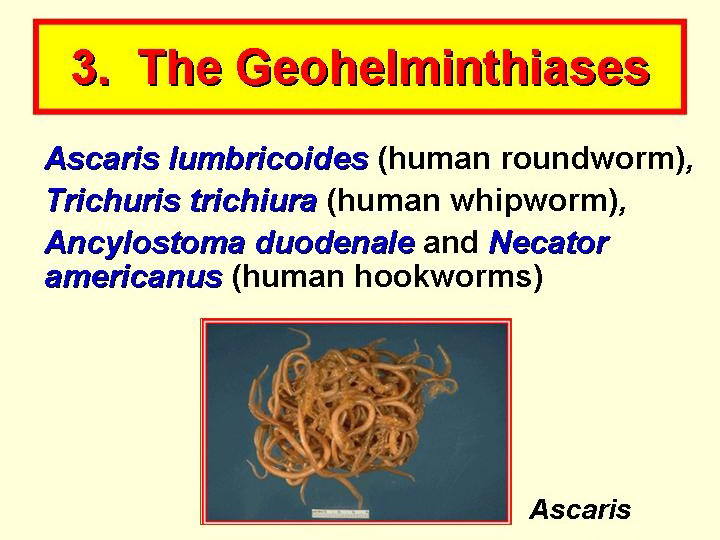 3. The Geohelminthiases
Ascaris lumbricoides (human roundworm),
Trichuris trichiura (human whipworm),
Ancylostoma duodenale and Necator
americanus (human hookworms)
Ascaris